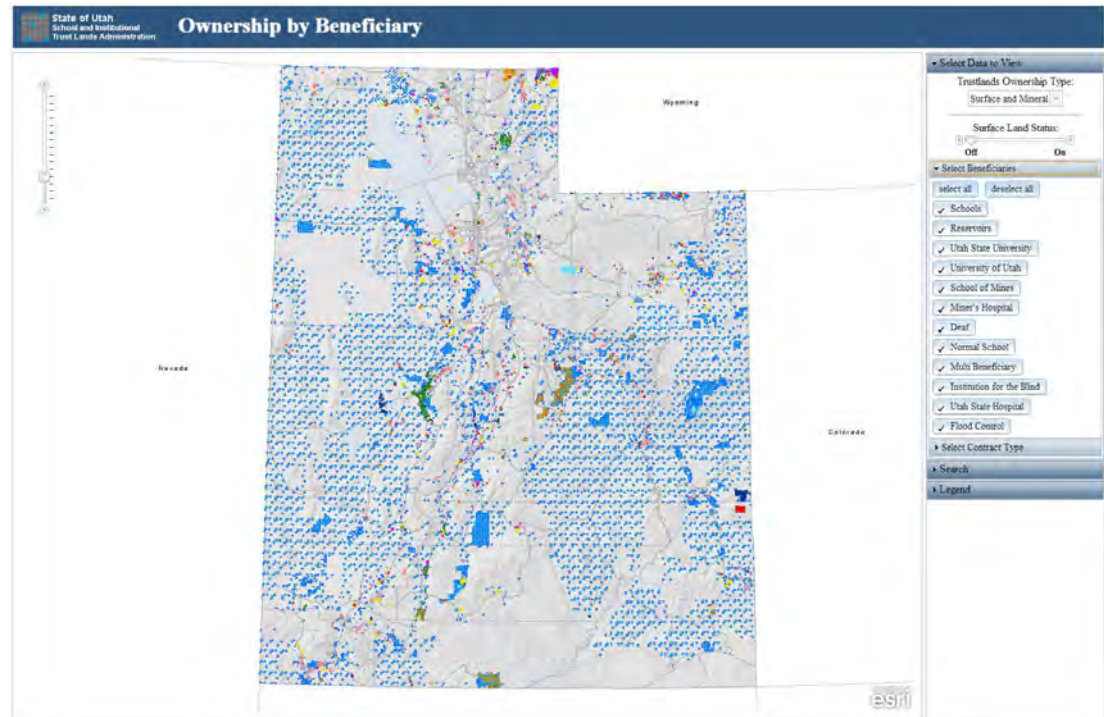 State of Utah
School and Institutional
Trust Lands Administration
Ownership by Beneficiary
Wyoming
Nevada
Colorado
esri
Select Data to View
Trustlands Ownership Type:
Surface and Mineral
Surface Land Status:
Off On
Select Beneficiaries
select all deselect all
Schools
Reservoirs
Utah State University
University of Utah
School of Mines
Miner's Hospital
Deaf
Normal School
Multi Beneficiary
Institution for the Blind
Utah State Hospital
Flood Control
Select Contract Type
Search
Legend